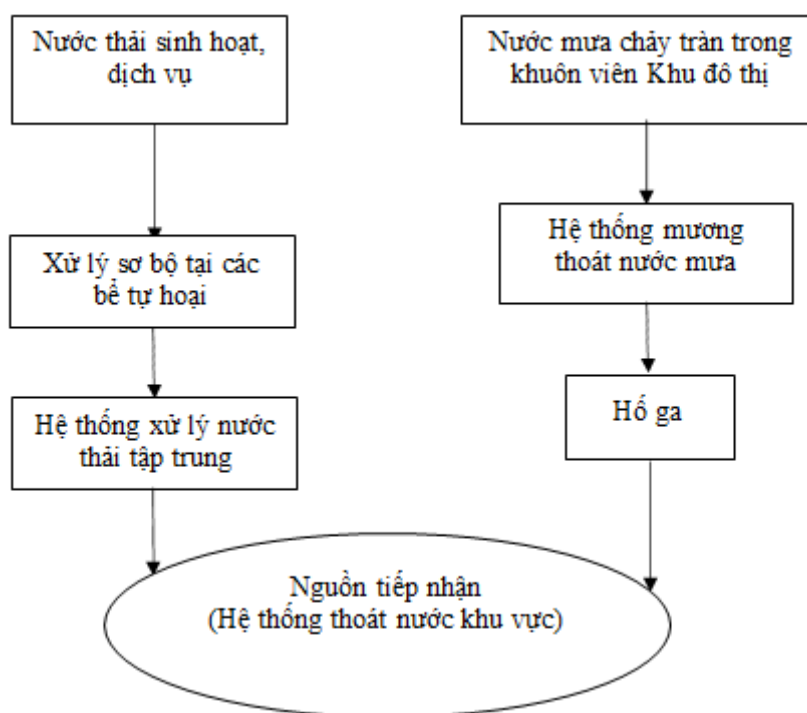 Nước thải sinh hoạt,
dịch vụ
Nước mưa chảy tràn trong
khuôn viên Khu đô thị
Xử lý sơ bộ tại các
bể tự hoại
Hệ thống mương
thoát nước mưa
Hệ thống xử lý nước
thải tập trung
Hố ga
Nguồn tiếp nhận
(Hệ thống thoát nước khu vực)